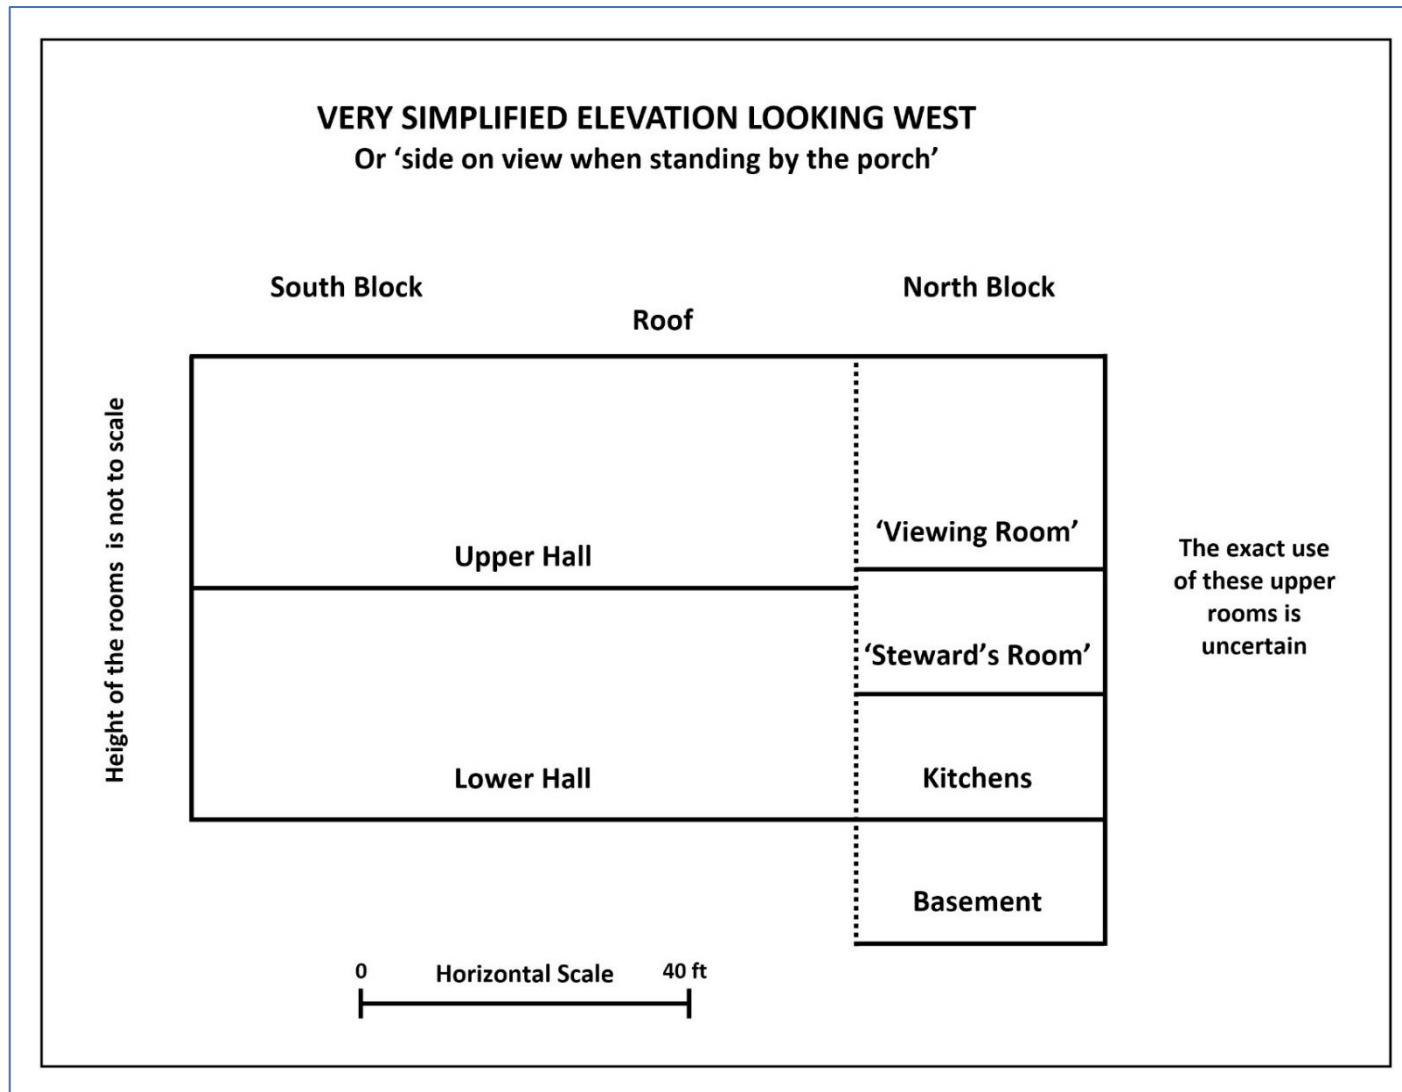 VERY SIMPLIFIED ELEVATION LOOKING WEST
Or ‘side on view when standing by the porch’
South Block
North Block
Roof
Height of the rooms is not to scale
Upper Hall
‘Viewing Room’
The exact use
of these upper
rooms is
uncertain
‘Steward’s Room’
Lower Hall
Kitchens
Basement
0
Horizontal Scale
40 ft